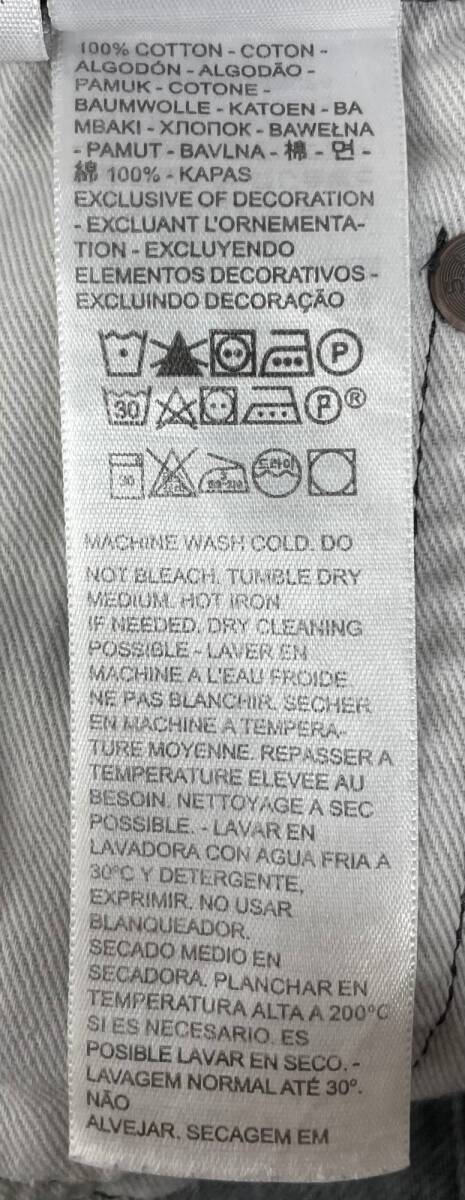 100% COTTON - COTON -
ALGODÓN - ALGODÃO -
PAMUK - COTONE -
BAUMWOLLE - KATOEN - BA
MBAKI - ХЛОПОК - BAWEŁNA
- PAMUT - BAVLNA - 棉 - 면 -
綿 100% - KAPAS
EXCLUSIVE OF DECORATION
- EXCLUANT L'ORNEMENTA-
TION - EXCLUYENDO
ELEMENTOS DECORATIVOS -
EXCLUINDO DECORAÇÃO
P
30 P®
30 드라이
MACHINE WASH COLD. DO
NOT BLEACH. TUMBLE DRY
MEDIUM. HOT IRON
IF NEEDED. DRY CLEANING
POSSIBLE - LAVER EN
MACHINE A L'EAU FROIDE.
NE PAS BLANCHIR. SECHER
EN MACHINE A TEMPERA-
TURE MOYENNE. REPASSER A
TEMPERATURE ELEVEE AU
BESOIN. NETTOYAGE A SEC
POSSIBLE. - LAVAR EN
LAVADORA CON AGUA FRIA A
30°C Y DETERGENTE,
EXPRIMIR. NO USAR
BLANQUEADOR.
SECADO MEDIO EN
SECADORA. PLANCHAR EN
TEMPERATURA ALTA A 200°C
SI ES NECESARIO. ES
POSIBLE LAVAR EN SECO. -
LAVAGEM NORMAL ATÉ 30°.
NÃO
ALVEJAR. SECAGEM EM